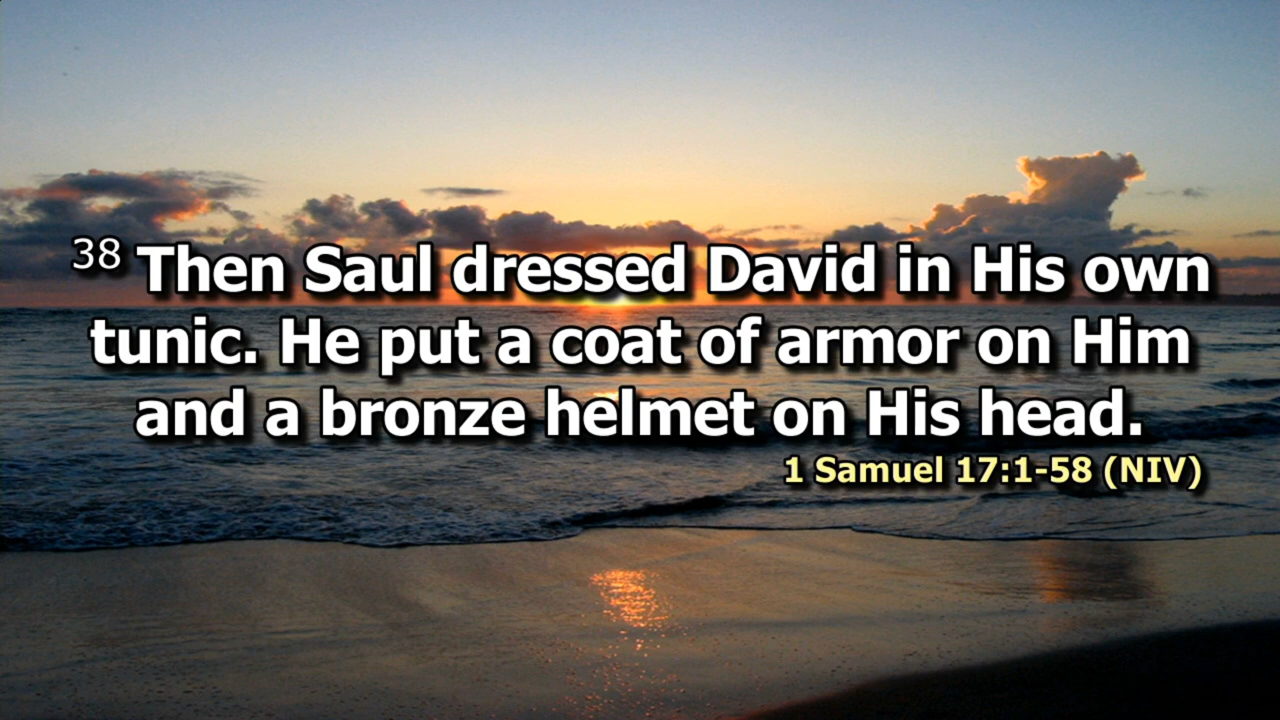 38 Then Saul dressed David in His own
tunic. He put a coat of armor on Him
and a bronze helmet on His head.
1 Samuel 17:1-58 (NIV)